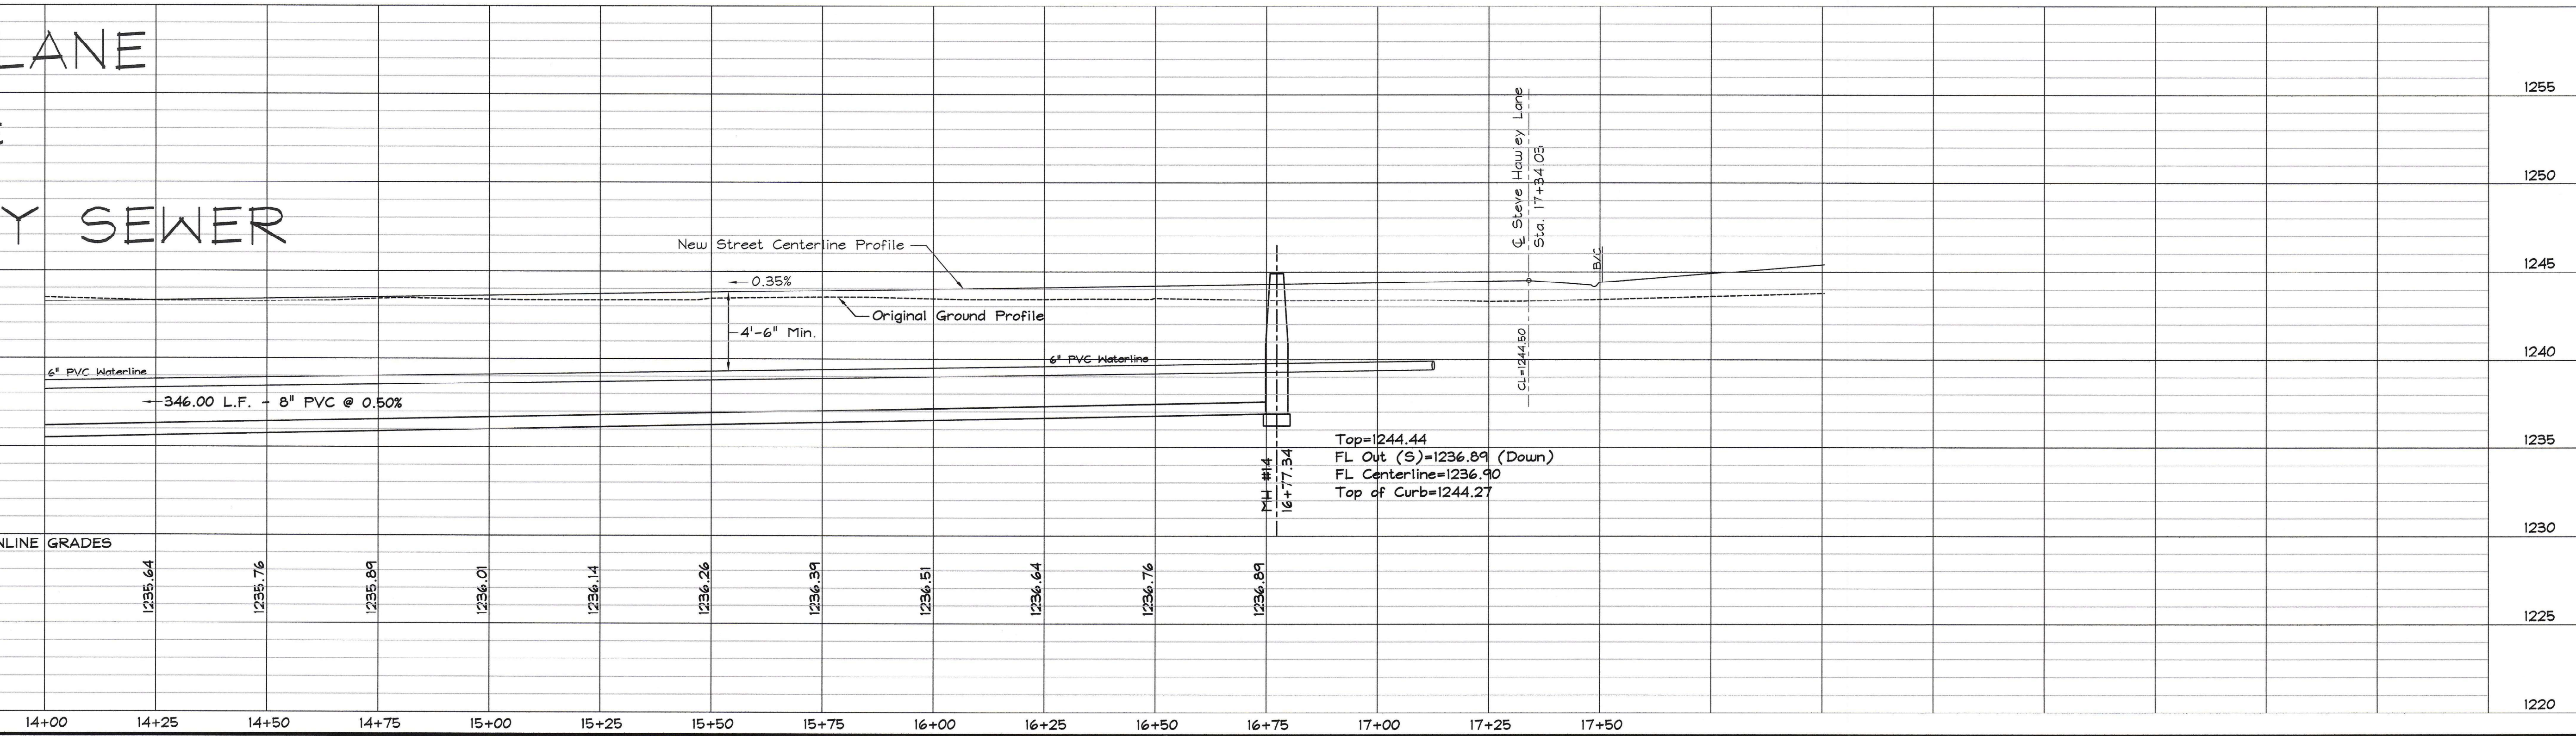 LANE
Y SEWER
1255
1250
1245
1240
1235
1230
1225
1220
℄ Steve Hawley Lane
Sta. 17+34.03
New Street Centerline Profile
B/C
0.35%
Original Ground Profile
4'-6" Min.
CL=1244.50
6" PVC Waterline
6" PVC Waterline
346.00 L.F. - 8" PVC @ 0.50%
Top=1244.44
FL Out (S)=1236.89 (Down)
FL Centerline=1236.90
Top of Curb=1244.27
MH #14
16+77.34
NLINE GRADES
1235.64
1235.76
1235.89
1236.01
1236.14
1236.26
1236.39
1236.51
1236.64
1236.76
1236.89
14+00 14+25 14+50 14+75 15+00 15+25 15+50 15+75 16+00 16+25 16+50 16+75 17+00 17+25 17+50